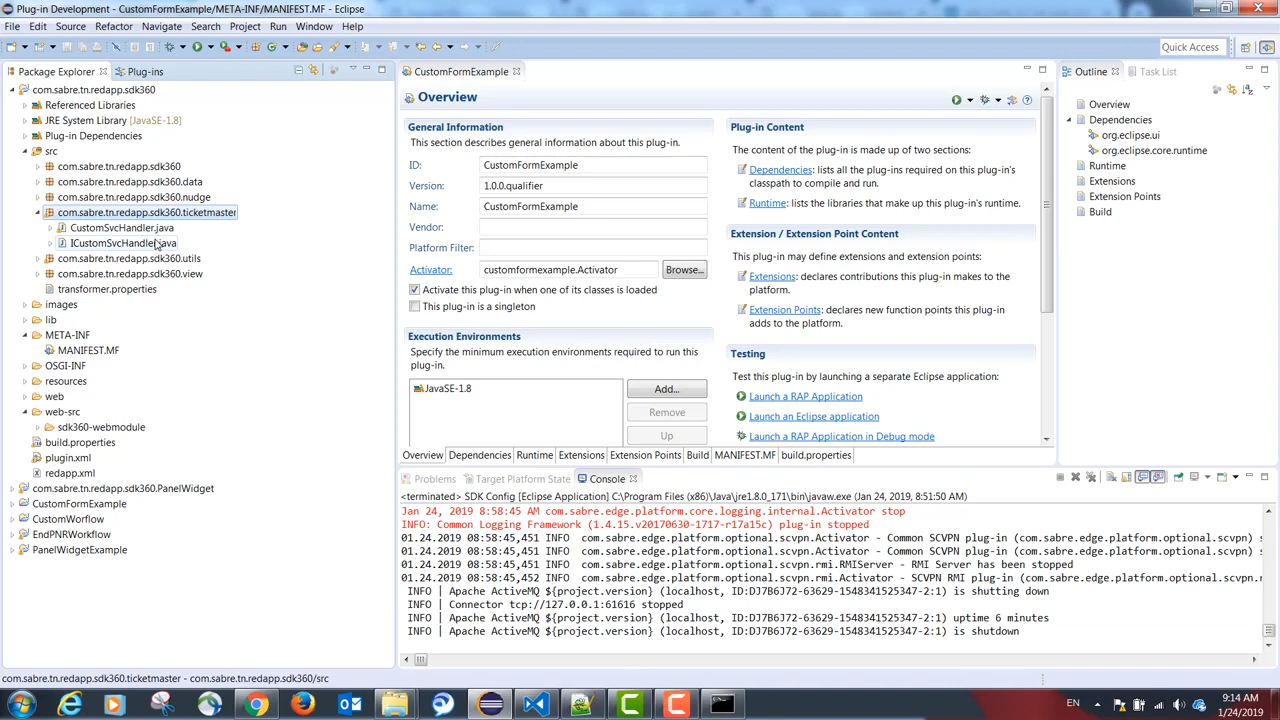 Plug-in Development - CustomFormExample/META-INF/MANIFEST.MF - Eclipse
File Edit Source Refactor Navigate Search Project Run Window Help
Quick Access
Package Explorer
Plug-ins
com.sabre.tn.redapp.sdk360
Referenced Libraries
JRE System Library [JavaSE-1.8]
Plug-in Dependencies
src
com.sabre.tn.redapp.sdk360
com.sabre.tn.redapp.sdk360.data
com.sabre.tn.redapp.sdk360.nudge
com.sabre.tn.redapp.sdk360.ticketmaster
CustomSvcHandler.java
ICustomSvcHandler.java
com.sabre.tn.redapp.sdk360.utils
com.sabre.tn.redapp.sdk360.view
transformer.properties
images
lib
META-INF
MANIFEST.MF
OSGI-INF
resources
web
web-src
sdk360-webmodule
build.properties
plugin.xml
redapp.xml
com.sabre.tn.redapp.sdk360.PanelWidget
CustomFormExample
CustomWorflow
EndPNRWorkflow
PanelWidgetExample
CustomFormExample
Overview
General Information
This section describes general information about this plug-in.
ID: CustomFormExample
Version: 1.0.0.qualifier
Name: CustomFormExample
Vendor:
Platform Filter:
Activator: customformexample.Activator Browse...
Activate this plug-in when one of its classes is loaded
This plug-in is a singleton
Execution Environments
Specify the minimum execution environments required to run this
plug-in.
JavaSE-1.8
Add...
Remove
Up
Plug-in Content
The content of the plug-in is made up of two sections:
Dependencies: lists all the plug-ins required on this plug-in's
classpath to compile and run.
Runtime: lists the libraries that make up this plug-in's runtime.
Extension / Extension Point Content
This plug-in may define extensions and extension points:
Extensions: declares contributions this plug-in makes to the
platform.
Extension Points: declares new function points this plug-in
adds to the platform.
Testing
Test this plug-in by launching a separate Eclipse application:
Launch a RAP Application
Launch an Eclipse application
Launch a RAP Application in Debug mode
Overview Dependencies Runtime Extensions Extension Points Build MANIFEST.MF build.properties
Outline
Task List
Overview
Dependencies
org.eclipse.ui
org.eclipse.core.runtime
Runtime
Extensions
Extension Points
Build
Problems Target Platform State Console
<terminated> SDK Config [Eclipse Application] C:\Program Files (x86)\Java\jre1.8.0_171\bin\javaw.exe (Jan 24, 2019, 8:51:50 AM)
Jan 24, 2019 8:58:45 AM com.sabre.edge.platform.core.logging.internal.Activator stop
INFO: Common Logging Framework (1.4.15.v20170630-1717-r17a15c) plug-in stopped
01.24.2019 08:58:45,451 INFO com.sabre.edge.platform.optional.scvpn.Activator - Common SCVPN plug-in (com.sabre.edge.platform.optional.scvpn) s
01.24.2019 08:58:45,451 INFO com.sabre.edge.platform.optional.scvpn.Activator - Common SCVPN plug-in (com.sabre.edge.platform.optional.scvpn) s
01.24.2019 08:58:45,451 INFO com.sabre.edge.platform.optional.scvpn.rmi.RMIServer - RMI Server has been stopped
01.24.2019 08:58:45,452 INFO com.sabre.edge.platform.optional.scvpn.rmi.Activator - SCVPN RMI plug-in (com.sabre.edge.platform.optional.scvpn.r
INFO | Apache ActiveMQ ${project.version} (localhost, ID:DJ7B6J72-63629-1548341525347-2:1) is shutting down
INFO | Connector tcp://127.0.0.1:61616 stopped
INFO | Apache ActiveMQ ${project.version} (localhost, ID:DJ7B6J72-63629-1548341525347-2:1) uptime 6 minutes
INFO | Apache ActiveMQ ${project.version} (localhost, ID:DJ7B6J72-63629-1548341525347-2:1) is shutdown
com.sabre.tn.redapp.sdk360.ticketmaster - com.sabre.tn.redapp.sdk360/src
EN
9:14 AM
1/24/2019